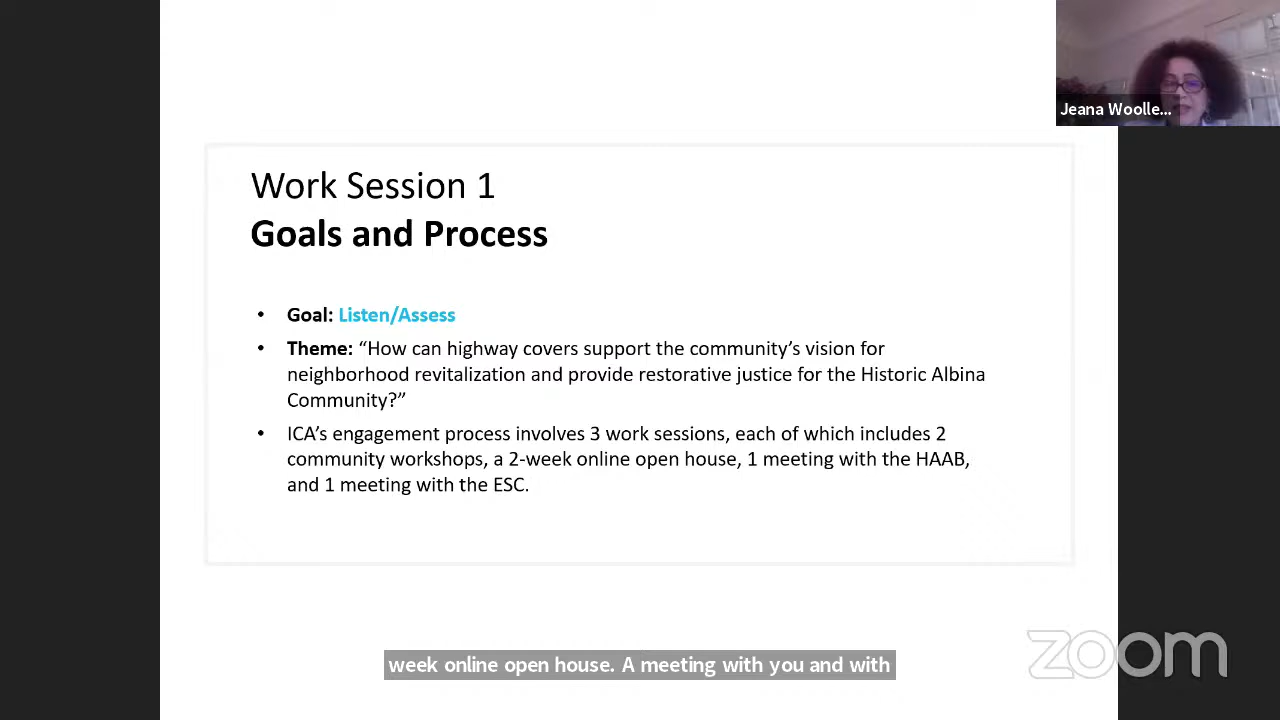 Jeana Woolle...
Work Session 1
Goals and Process
• Goal: Listen/Assess
• Theme: “How can highway covers support the community’s vision for
neighborhood revitalization and provide restorative justice for the Historic Albina
Community?”
• ICA’s engagement process involves 3 work sessions, each of which includes 2
community workshops, a 2-week online open house, 1 meeting with the HAAB,
and 1 meeting with the ESC.
week online open house. A meeting with you and with
zoom